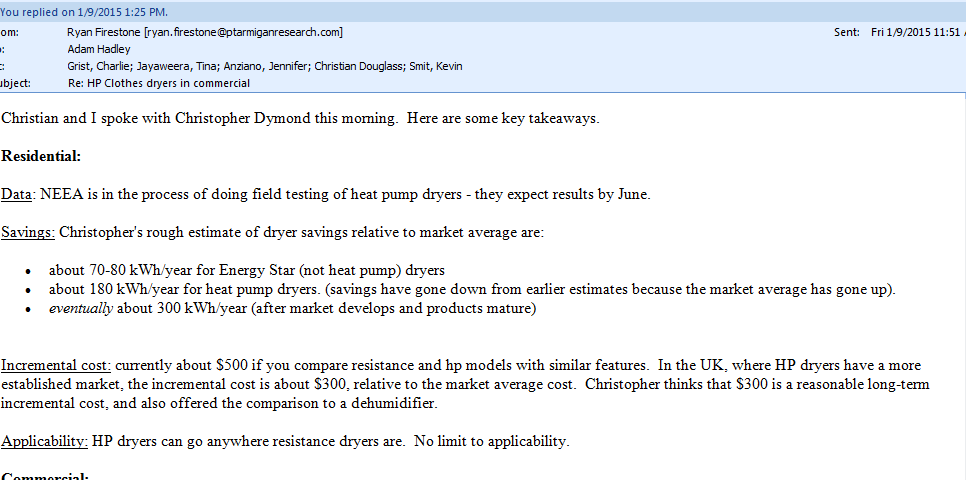 You replied on 1/9/2015 1:25 PM.
om: Ryan Firestone [ryan.firestone@ptarmiganresearch.com] Sent: Fri 1/9/2015 11:51
: Adam Hadley
: Grist, Charlie; Jayaweera, Tina; Anziano, Jennifer; Christian Douglass; Smit, Kevin
ubject: Re: HP Clothes dryers in commercial
Christian and I spoke with Christopher Dymond this morning. Here are some key takeaways.
Residential:
Data: NEEA is in the process of doing field testing of heat pump dryers - they expect results by June.
Savings: Christopher's rough estimate of dryer savings relative to market average are:
• about 70-80 kWh/year for Energy Star (not heat pump) dryers
• about 180 kWh/year for heat pump dryers. (savings have gone down from earlier estimates because the market average has gone up).
• eventually about 300 kWh/year (after market develops and products mature)
Incremental cost: currently about $500 if you compare resistance and hp models with similar features. In the UK, where HP dryers have a more
established market, the incremental cost is about $300, relative to the market average cost. Christopher thinks that $300 is a reasonable long-term
incremental cost, and also offered the comparison to a dehumidifier.
Applicability: HP dryers can go anywhere resistance dryers are. No limit to applicability.
Commercial: